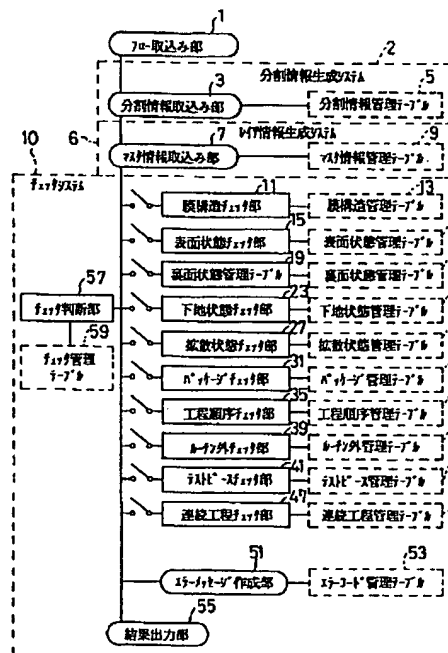 1
フロー取込み部
2
分割情報生成システム
3
分割情報取込み部
5
分割情報管理テーブル
6
レイア情報生成システム
7
マスタ情報取込み部
9
マスタ情報管理テーブル
10
チェックシステム
11
膜構造チェック部
13
膜構造管理テーブル
15
表面状態チェック部
表面状態管理テーブル
19
裏面状態管理テーブル
裏面状態管理テーブル
23
下地状態チェック部
下地状態管理テーブル
27
拡散状態チェック部
拡散状態管理テーブル
31
パッケージチェック部
パッケージ管理テーブル
35
工程順序チェック部
工程順序管理テーブル
39
ルーチン外チェック部
ルーチン外管理テーブル
41
テストピースチェック部
テストピース管理テーブル
47
連続工程チェック部
連続工程管理テーブル
57
チェック判断部
59
チェック管理
テーブル
51
エラーメッセージ作成部
53
エラーコード管理テーブル
55
結果出力部